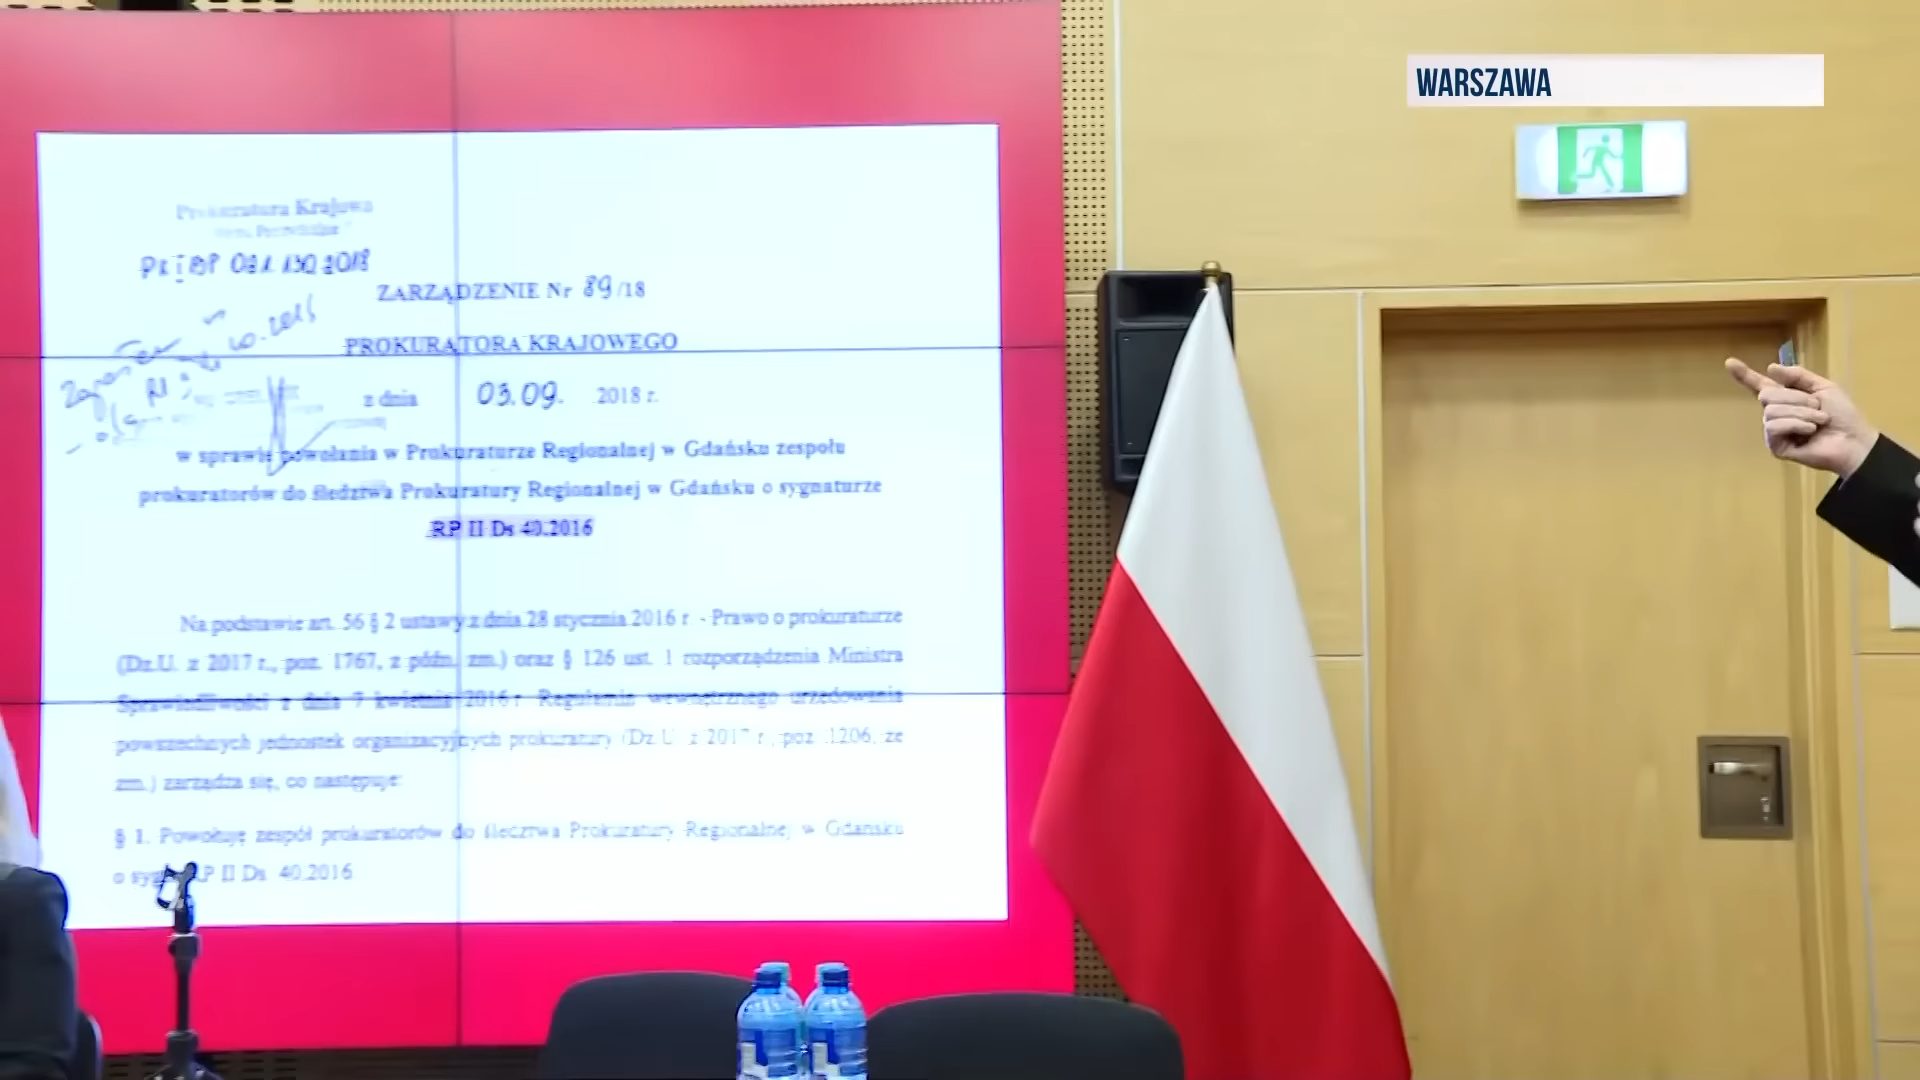 WARSZAWA
Prokuratura Krajowa
ZARZĄDZENIE Nr 89/18
PROKURATORA KRAJOWEGO
z dnia 03.09. 2018 r.
w sprawie powołania w Prokuraturze Regionalnej w Gdańsku zespołu
prokuratorów do śledztwa Prokuratury Regionalnej w Gdańsku o sygnaturze
RP II Ds 40.2016
Na podstawie art. 56 § 2 ustawy z dnia 28 stycznia 2016 r. - Prawo o prokuraturze
(Dz.U. z 2017 r., poz. 1767, z późn. zm.) oraz § 126 ust. 1 rozporządzenia Ministra
Sprawiedliwości z dnia 7 kwietnia 2016 r. Regulamin wewnętrznego urzędowania
powszechnych jednostek organizacyjnych prokuratury (Dz.U. z 2017 r., poz. 1206, ze
zm.) zarządza się, co następuje:
§ 1. Powołuję zespół prokuratorów do śledztwa Prokuratury Regionalnej w Gdańsku
o RP II Ds. 40.2016